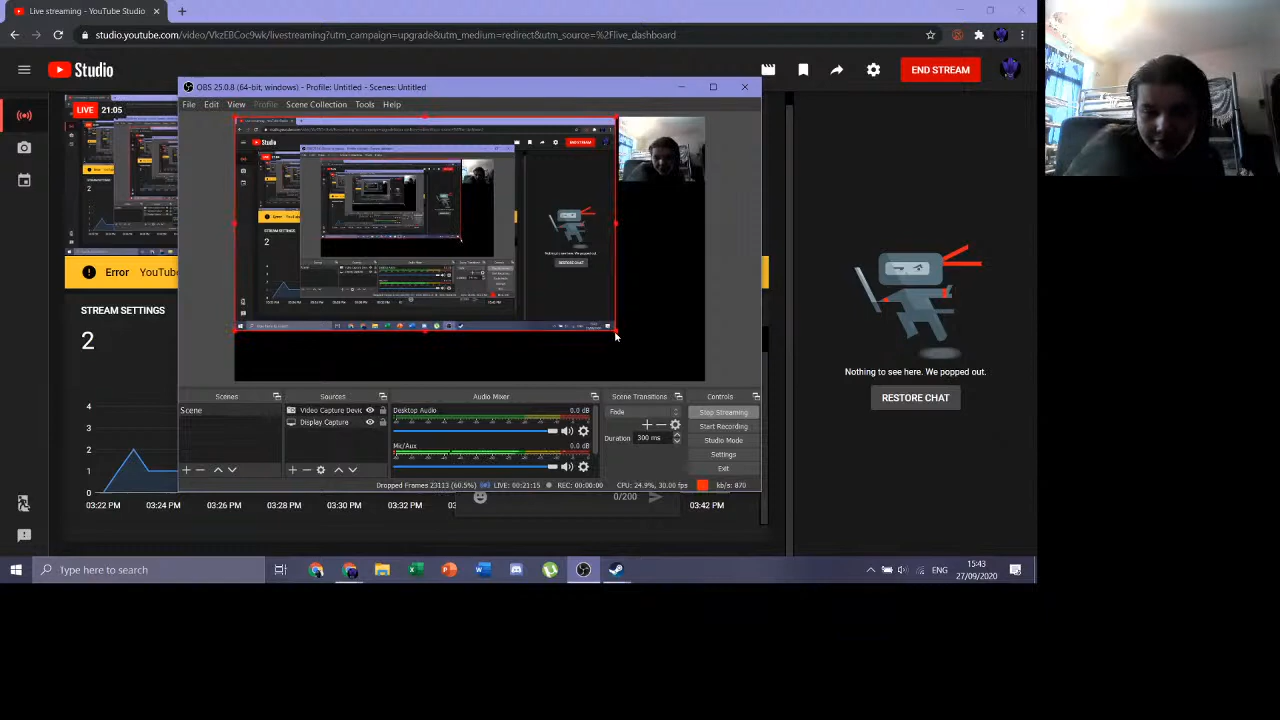 Live streaming - YouTube Studio
studio.youtube.com/video/VkzEBCoc9wk/livestreaming?utm_campaign=upgrade&utm_medium=redirect&utm_source=%2Flive_dashboard
Studio
END STREAM
OBS 25.0.8 (64-bit, windows) - Profile: Untitled - Scenes: Untitled
File Edit View Profile Scene Collection Tools Help
LIVE 21:05
Error YouTube
STREAM SETTINGS
2
4
3
2
1
0
03:22 PM 03:24 PM 03:26 PM 03:28 PM 03:30 PM 03:32 PM 03:42 PM
Scenes
Scene
Sources
Video Capture Devic
Display Capture
Audio Mixer
Desktop Audio 0.0 dB
Mic/Aux 0.0 dB
Scene Transitions
Fade
Duration 300 ms
Controls
Stop Streaming
Start Recording
Studio Mode
Settings
Exit
Dropped Frames 23113 (60.5%) LIVE: 00:21:15 REC: 00:00:00 CPU: 24.9%, 30.00 fps kb/s: 870
0/200
Nothing to see here. We popped out.
RESTORE CHAT
Type here to search
ENG
15:43
27/09/2020